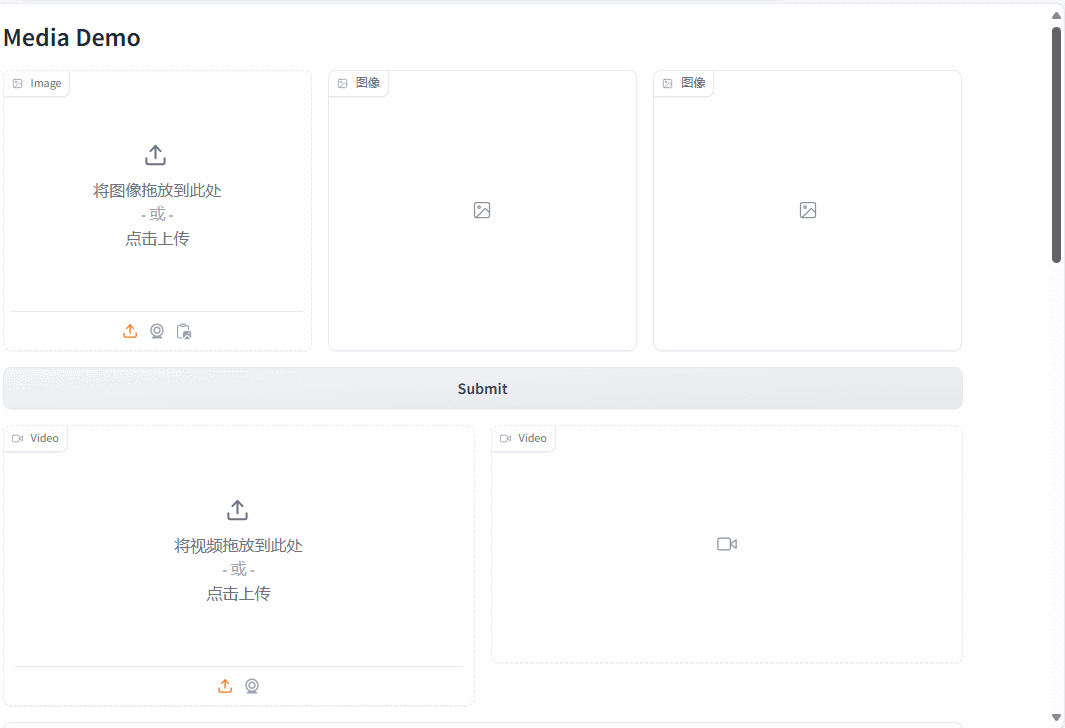 Media Demo
Image
图像
图像
将图像拖放到此处
- 或 -
点击上传
Submit
Video
Video
将视频拖放到此处
- 或 -
点击上传